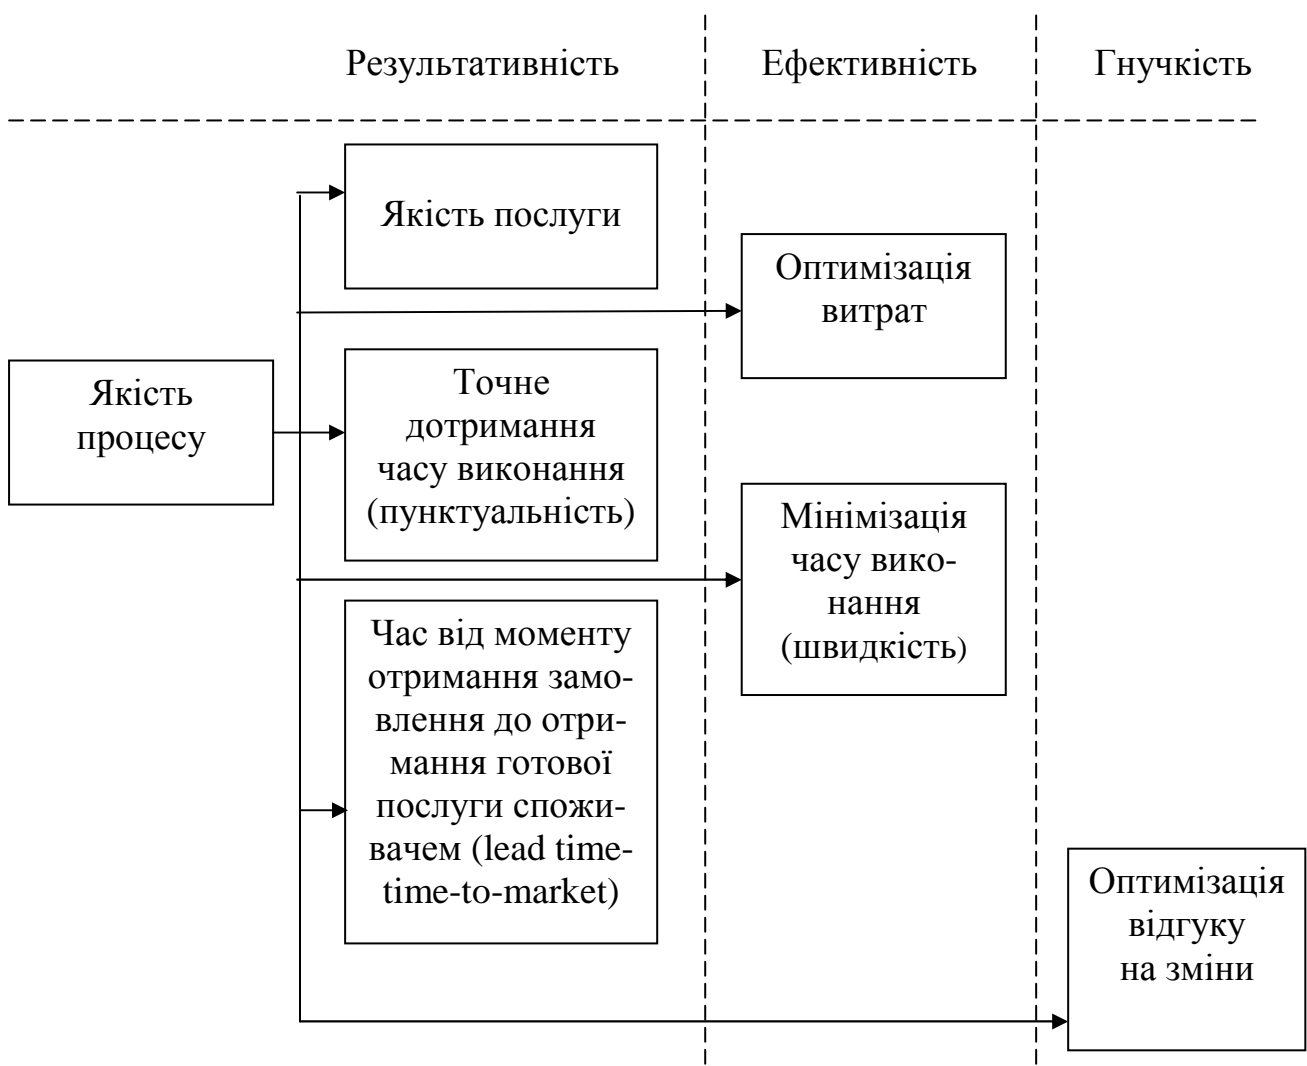 Результативність
Ефективність
Гнучкість
Якість послуги
Оптимізація
витрат
Якість
процесу
Точне
дотримання
часу виконання
(пунктуальність)
Мінімізація
часу вико-
нання
(швидкість)
Час від моменту
отримання замо-
влення до отри-
мання готової
послуги спожи-
вачем (lead time-
time-to-market)
Оптимізація
відгуку
на зміни